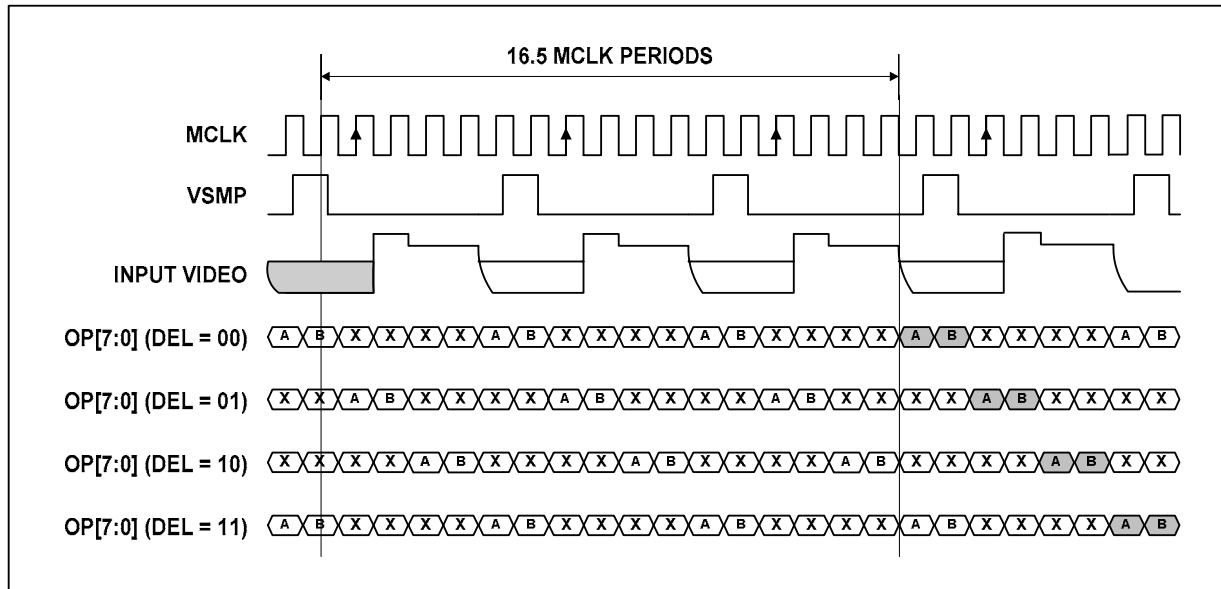 16.5 MCLK PERIODS
MCLK
VSMP
INPUT VIDEO
OP[7:0] (DEL = 00) A B X X X X A B X X X X A B X X X X A B X X X X A B
OP[7:0] (DEL = 01) X X A B X X X X A B X X X X A B X X X X A B X X X X
OP[7:0] (DEL = 10) X X X X A B X X X X A B X X X X A B X X X X A B X X
OP[7:0] (DEL = 11) A B X X X X A B X X X X A B X X X X A B X X X X A B